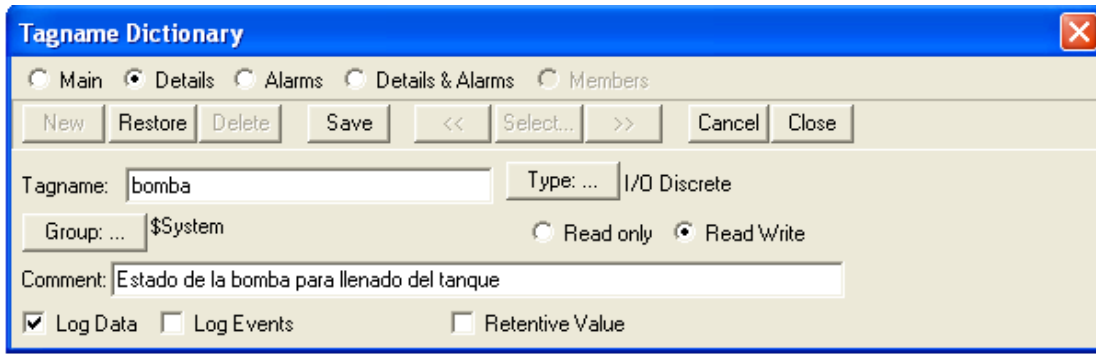 Tagname Dictionary
Main Details Alarms Details & Alarms Members
New Restore Delete Save << Select... >> Cancel Close
Tagname: bomba Type: ... I/O Discrete
Group: ... $System Read only Read Write
Comment: Estado de la bomba para llenado del tanque
Log Data Log Events Retentive Value